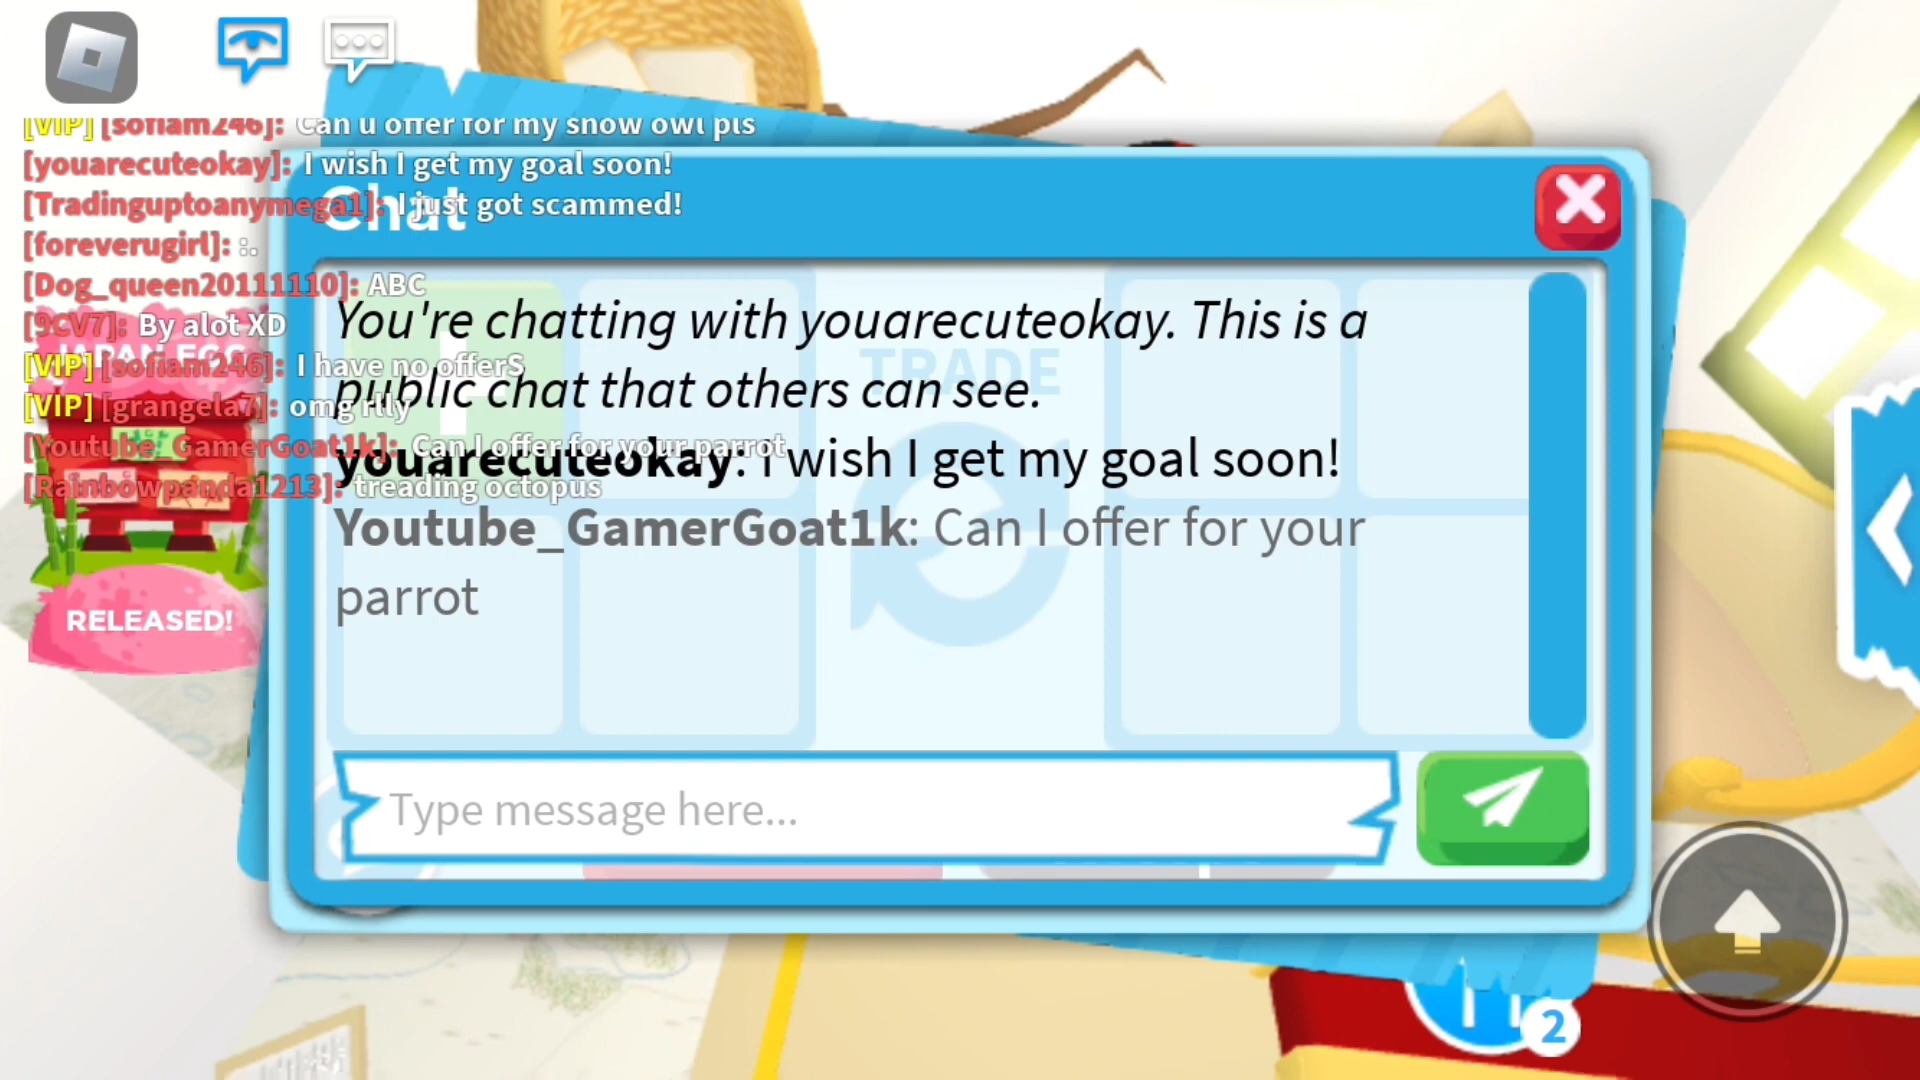 [VIP] [sofiam246]: Can u offer for my snow owl pls
[youarecuteokay]: I wish I get my goal soon!
[Tradinguptoanymega1]: I just got scammed!
[foreverugirl]: :.
[Dog_queen20111110]: ABC
[9CV7]: By alot XD
[VIP] [sofiam246]: I have no offerS
[VIP] [grangela7]: omg rlly
[Youtube_GamerGoat1k]: Can I offer for your parrot
[Rainbowpanda1213]: treading octopus
JAPAN EGG
RELEASED!
Chat
TRADE
You're chatting with youarecuteokay. This is a
public chat that others can see.
youarecuteokay: I wish I get my goal soon!
Youtube_GamerGoat1k: Can I offer for your
parrot
Type message here...
2